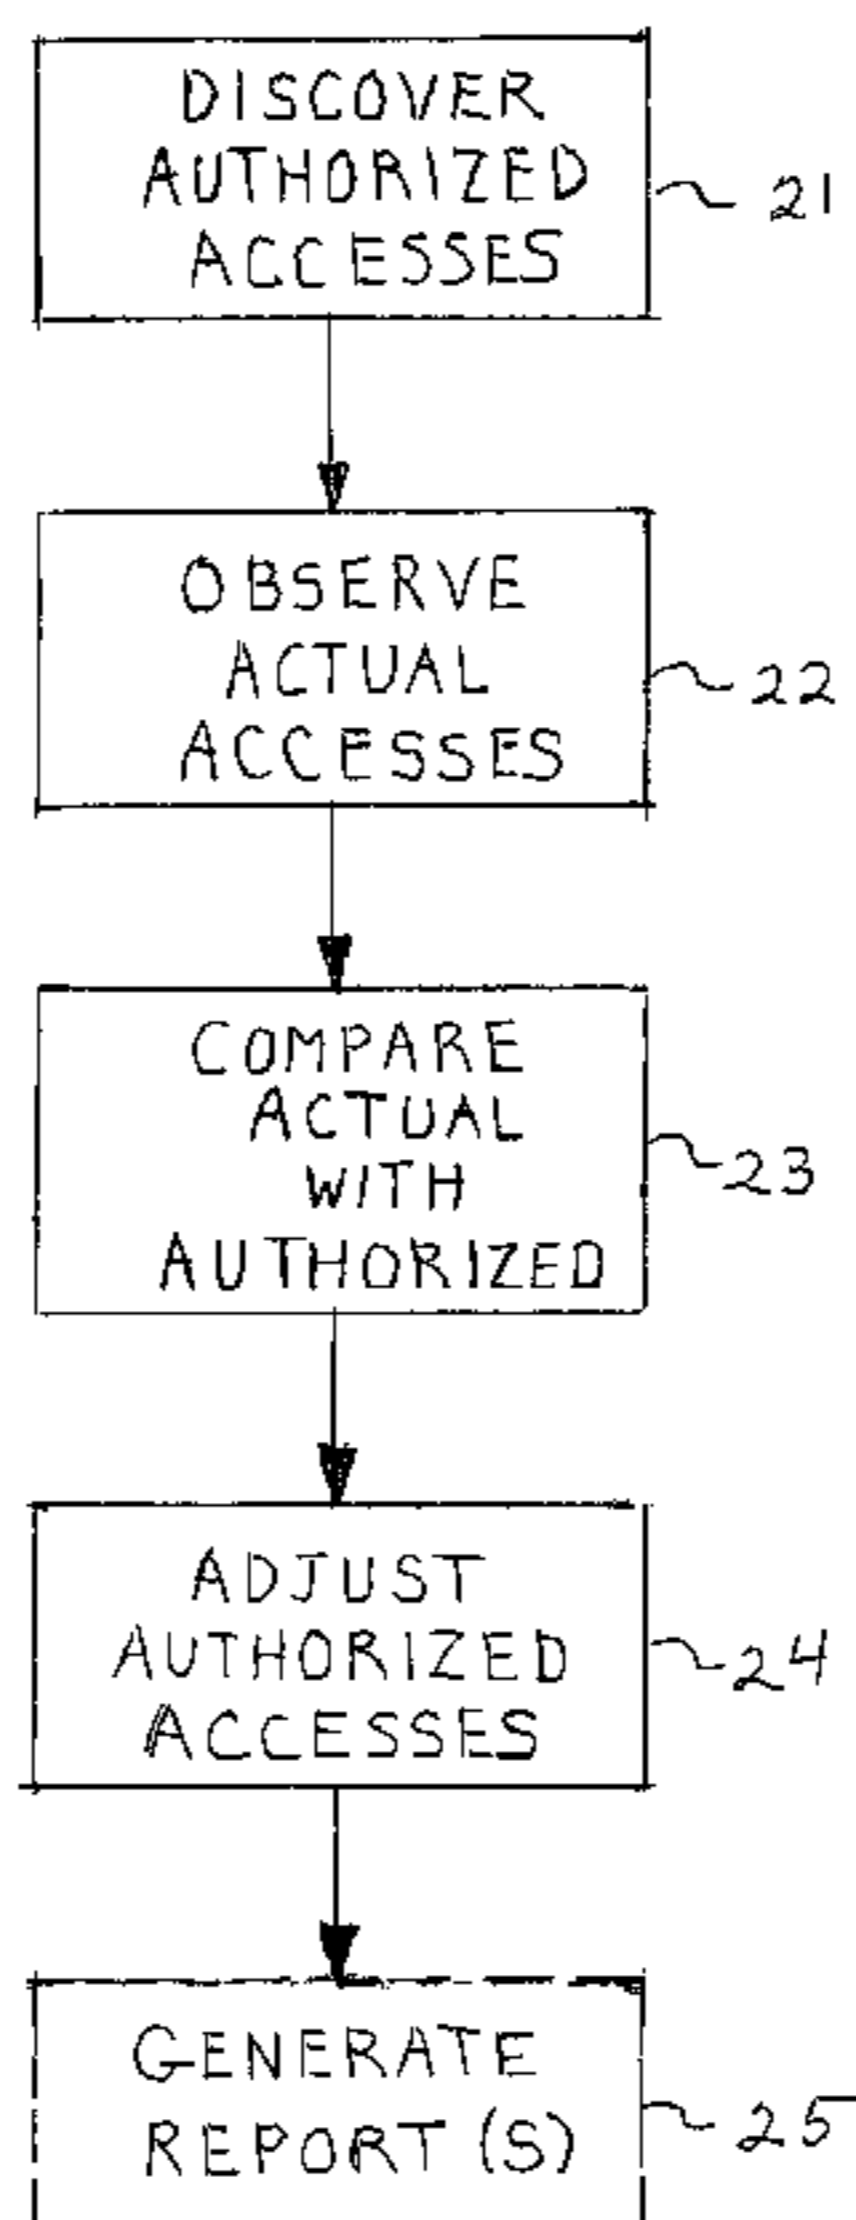 DISCOVER
AUTHORIZED
ACCESSES
21
OBSERVE
ACTUAL
ACCESSES
22
COMPARE
ACTUAL
WITH
AUTHORIZED
23
ADJUST
AUTHORIZED
ACCESSES
24
GENERATE
REPORT (S)
25